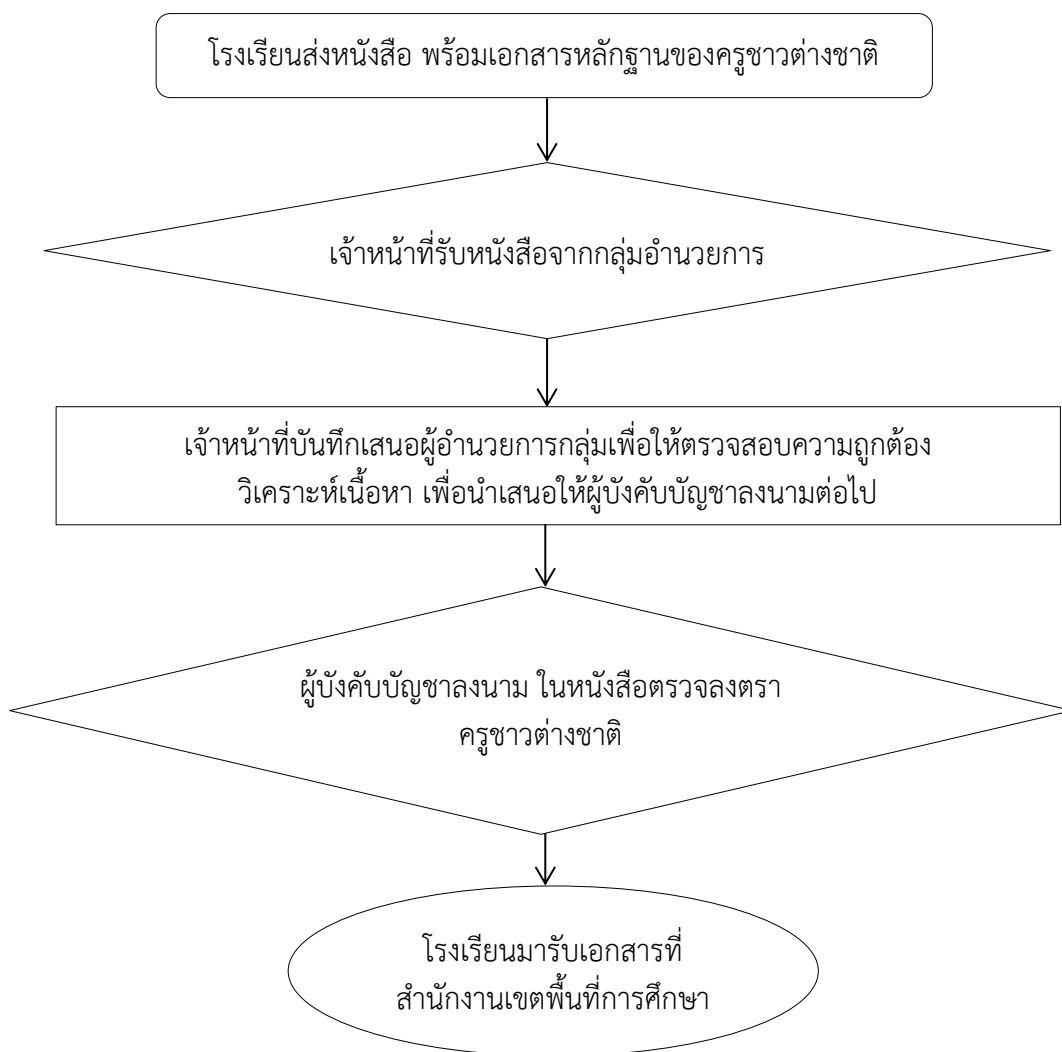 โรงเรียนส่งหนังสือ พร้อมเอกสารหลักฐานของครูชาวต่างชาติ
เจ้าหน้าที่รับหนังสือจากกลุ่มอำนวยการ
เจ้าหน้าที่บันทึกเสนอผู้อำนวยการกลุ่มเพื่อให้ตรวจสอบความถูกต้อง
วิเคราะห์เนื้อหา เพื่อนำเสนอให้ผู้บังคับบัญชาลงนามต่อไป
ผู้บังคับบัญชาลงนาม ในหนังสือตรวจลงตรา
ครูชาวต่างชาติ
โรงเรียนมารับเอกสารที่
สำนักงานเขตพื้นที่การศึกษา